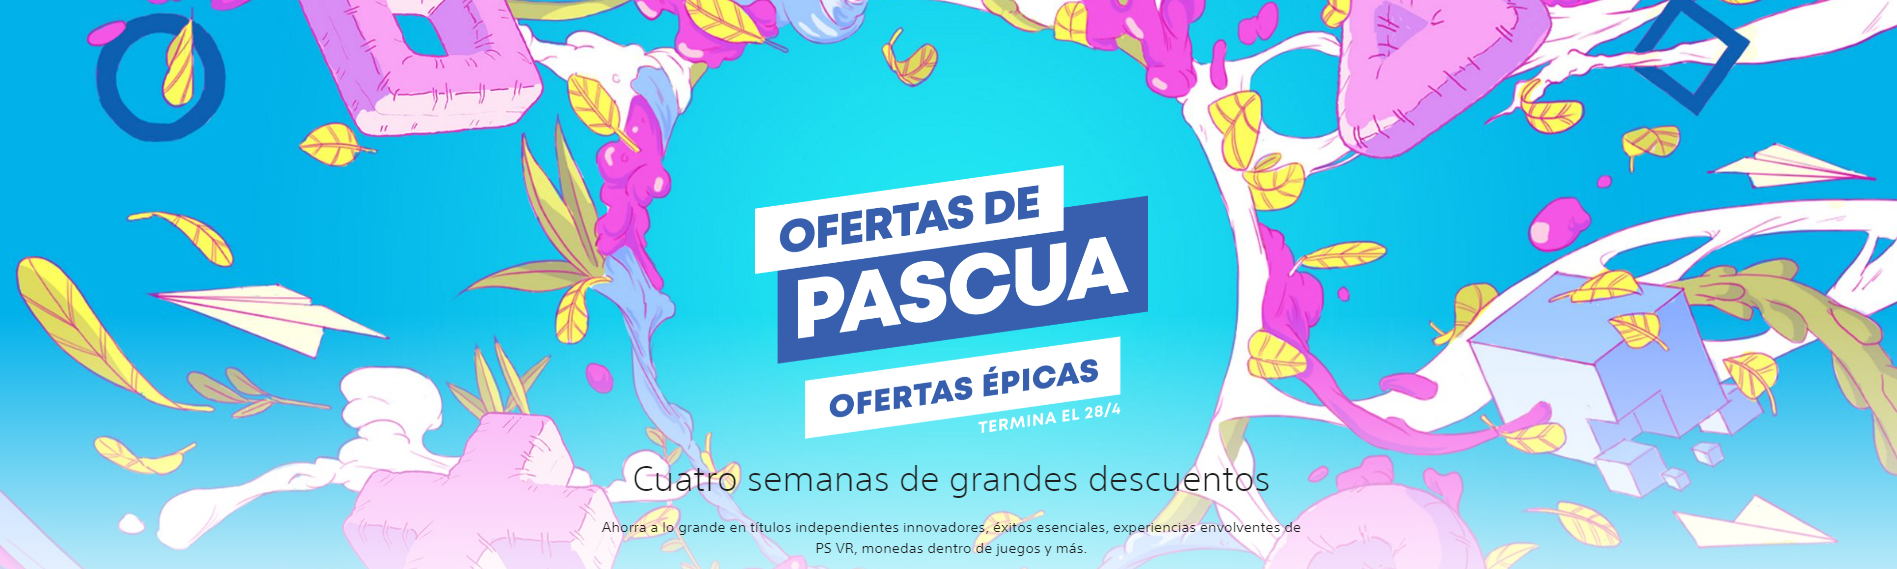 OFERTAS DE
PASCUA
OFERTAS ÉPICAS
TERMINA EL 28/4
Cuatro semanas de grandes descuentos
Ahorra a lo grande en títulos independientes innovadores, éxitos esenciales, experiencias envolventes de
PS VR, monedas dentro de juegos y más.